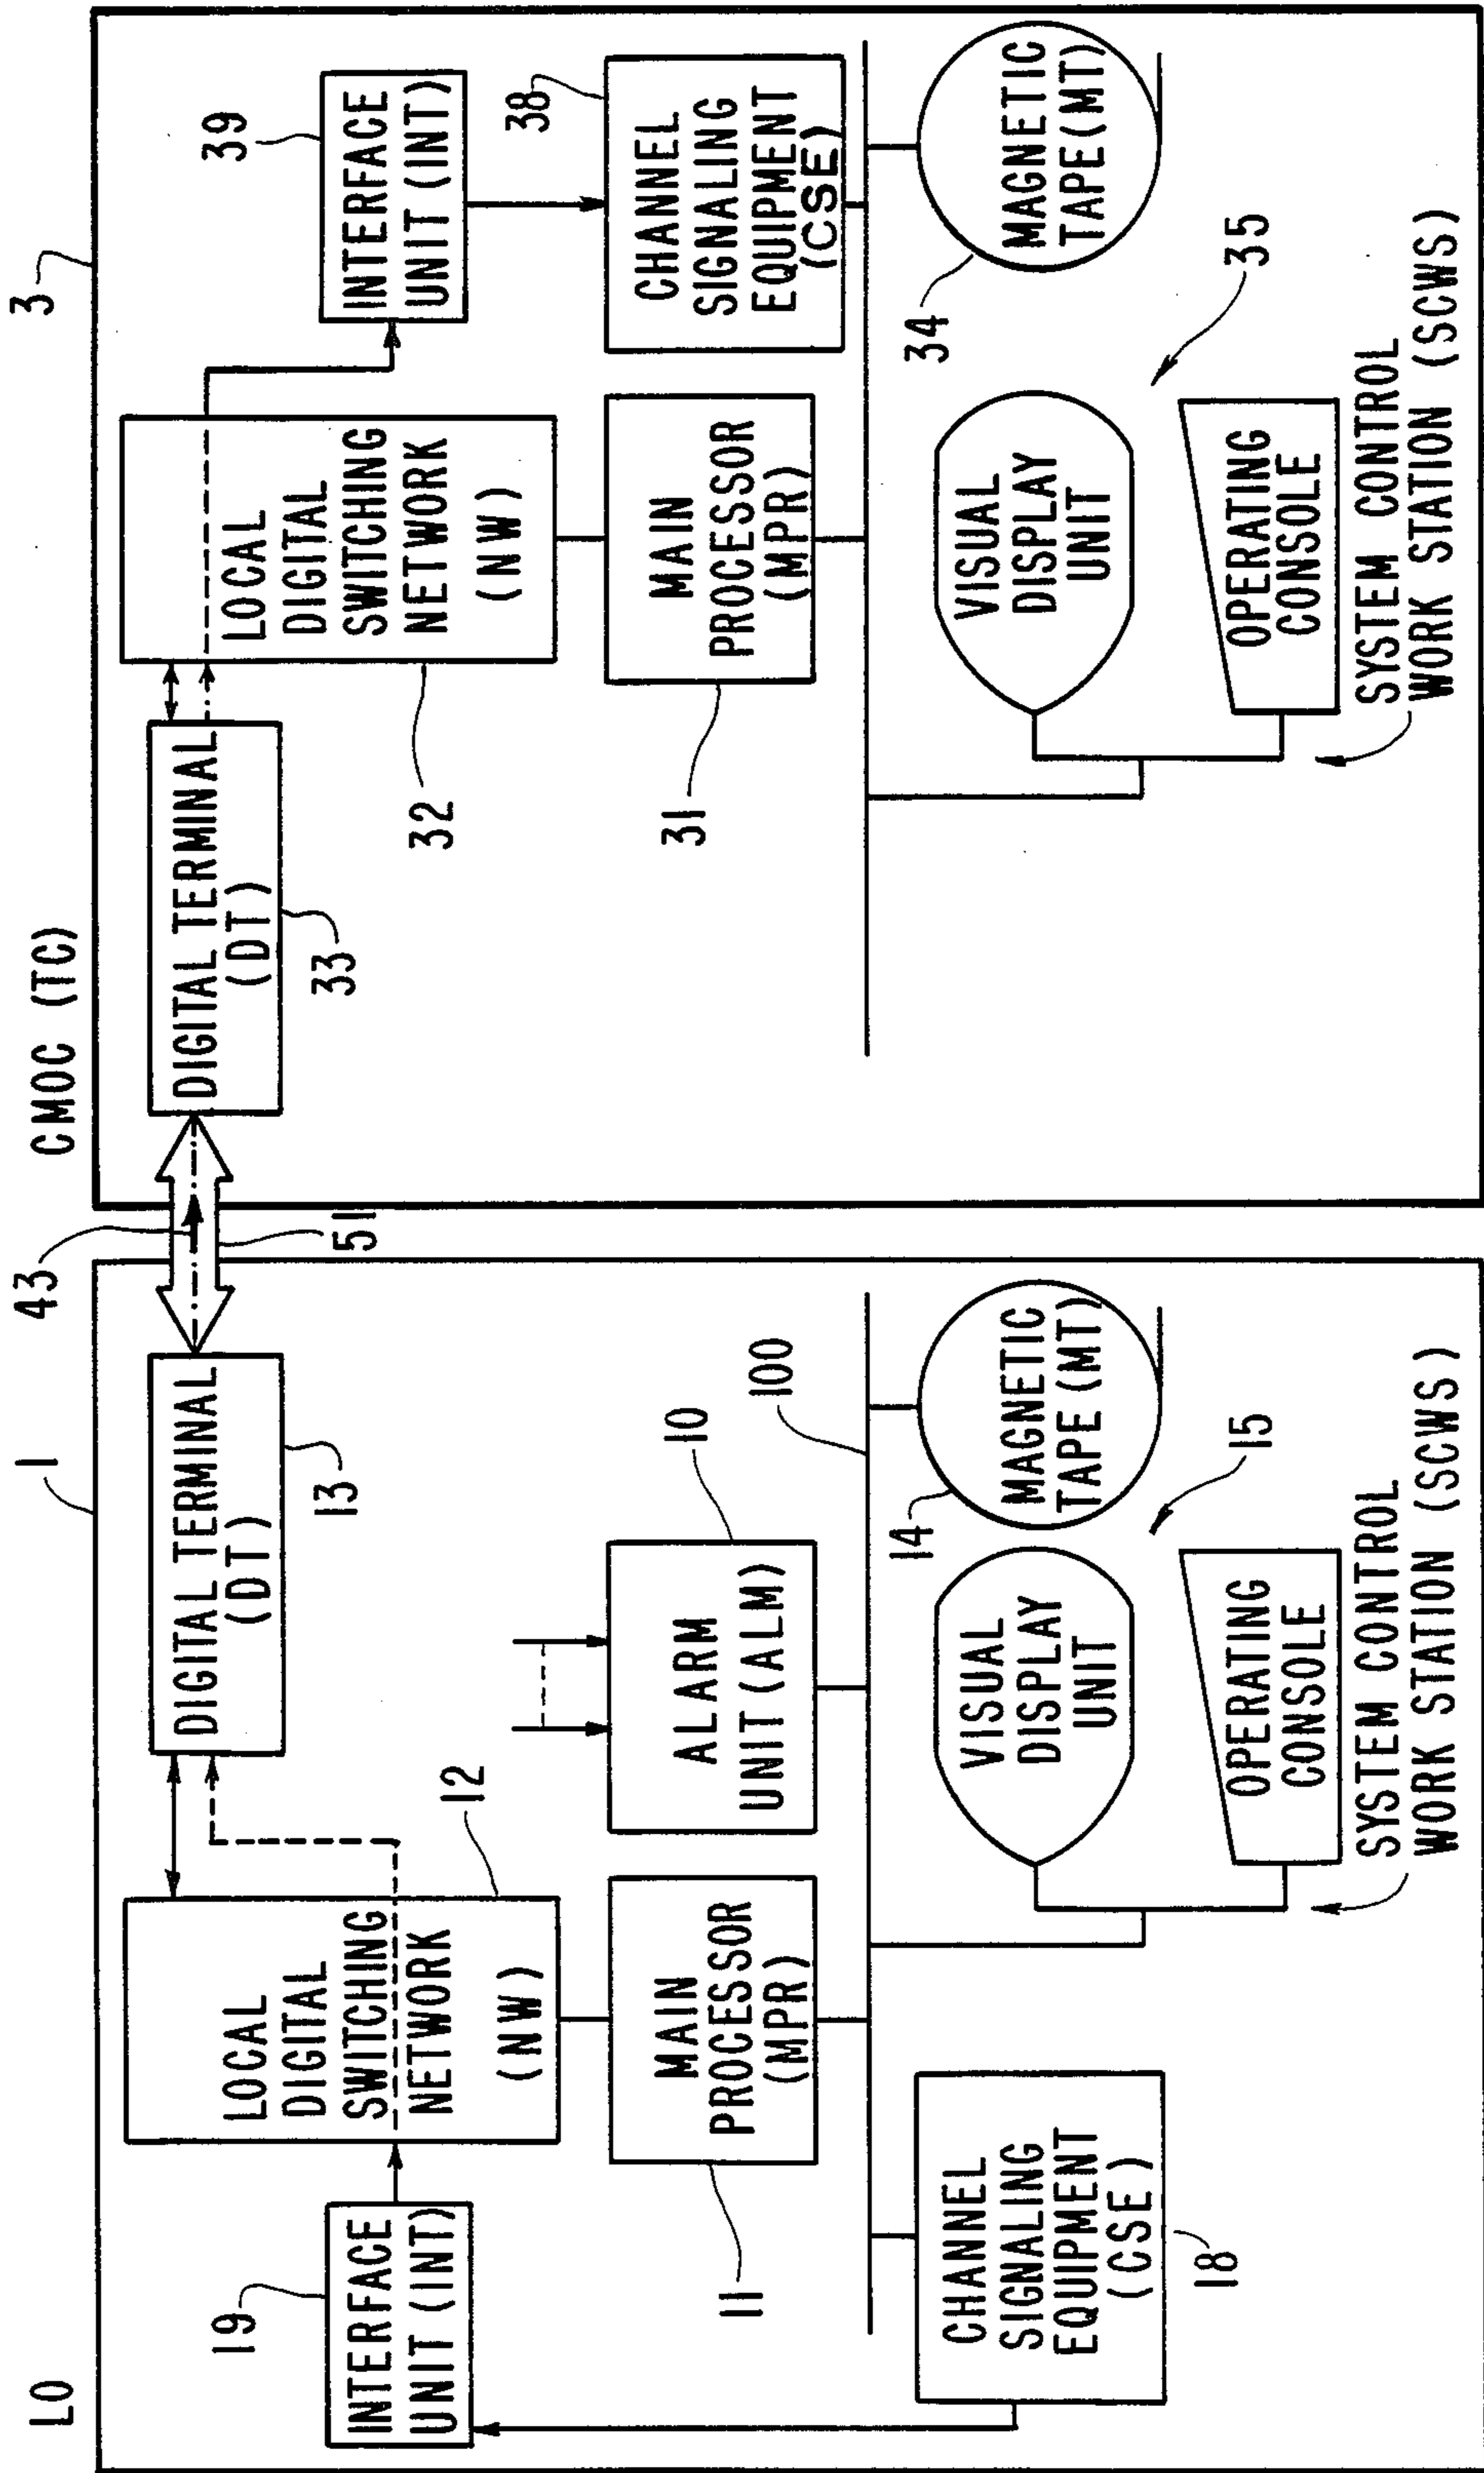 LO
1
43
51
CMOC (TC)
3
19
INTERFACE
UNIT (INT)
LOCAL
DIGITAL
SWITCHING
NETWORK
(NW)
12
DIGITAL TERMINAL
(DT)
13
11
MAIN
PROCESSOR
(MPR)
ALARM
UNIT (ALM)
10
100
CHANNEL
SIGNALING
EQUIPMENT
(CSE)
18
VISUAL
DISPLAY
UNIT
14
MAGNETIC
TAPE (MT)
15
OPERATING
CONSOLE
SYSTEM CONTROL
WORK STATION (SCWS)
DIGITAL TERMINAL
(DT)
33
LOCAL
DIGITAL
SWITCHING
NETWORK
(NW)
32
39
INTERFACE
UNIT (INT)
31
MAIN
PROCESSOR
(MPR)
38
CHANNEL
SIGNALING
EQUIPMENT
(CSE)
VISUAL
DISPLAY
UNIT
34
MAGNETIC
TAPE(MT)
35
OPERATING
CONSOLE
SYSTEM CONTROL
WORK STATION (SCWS)